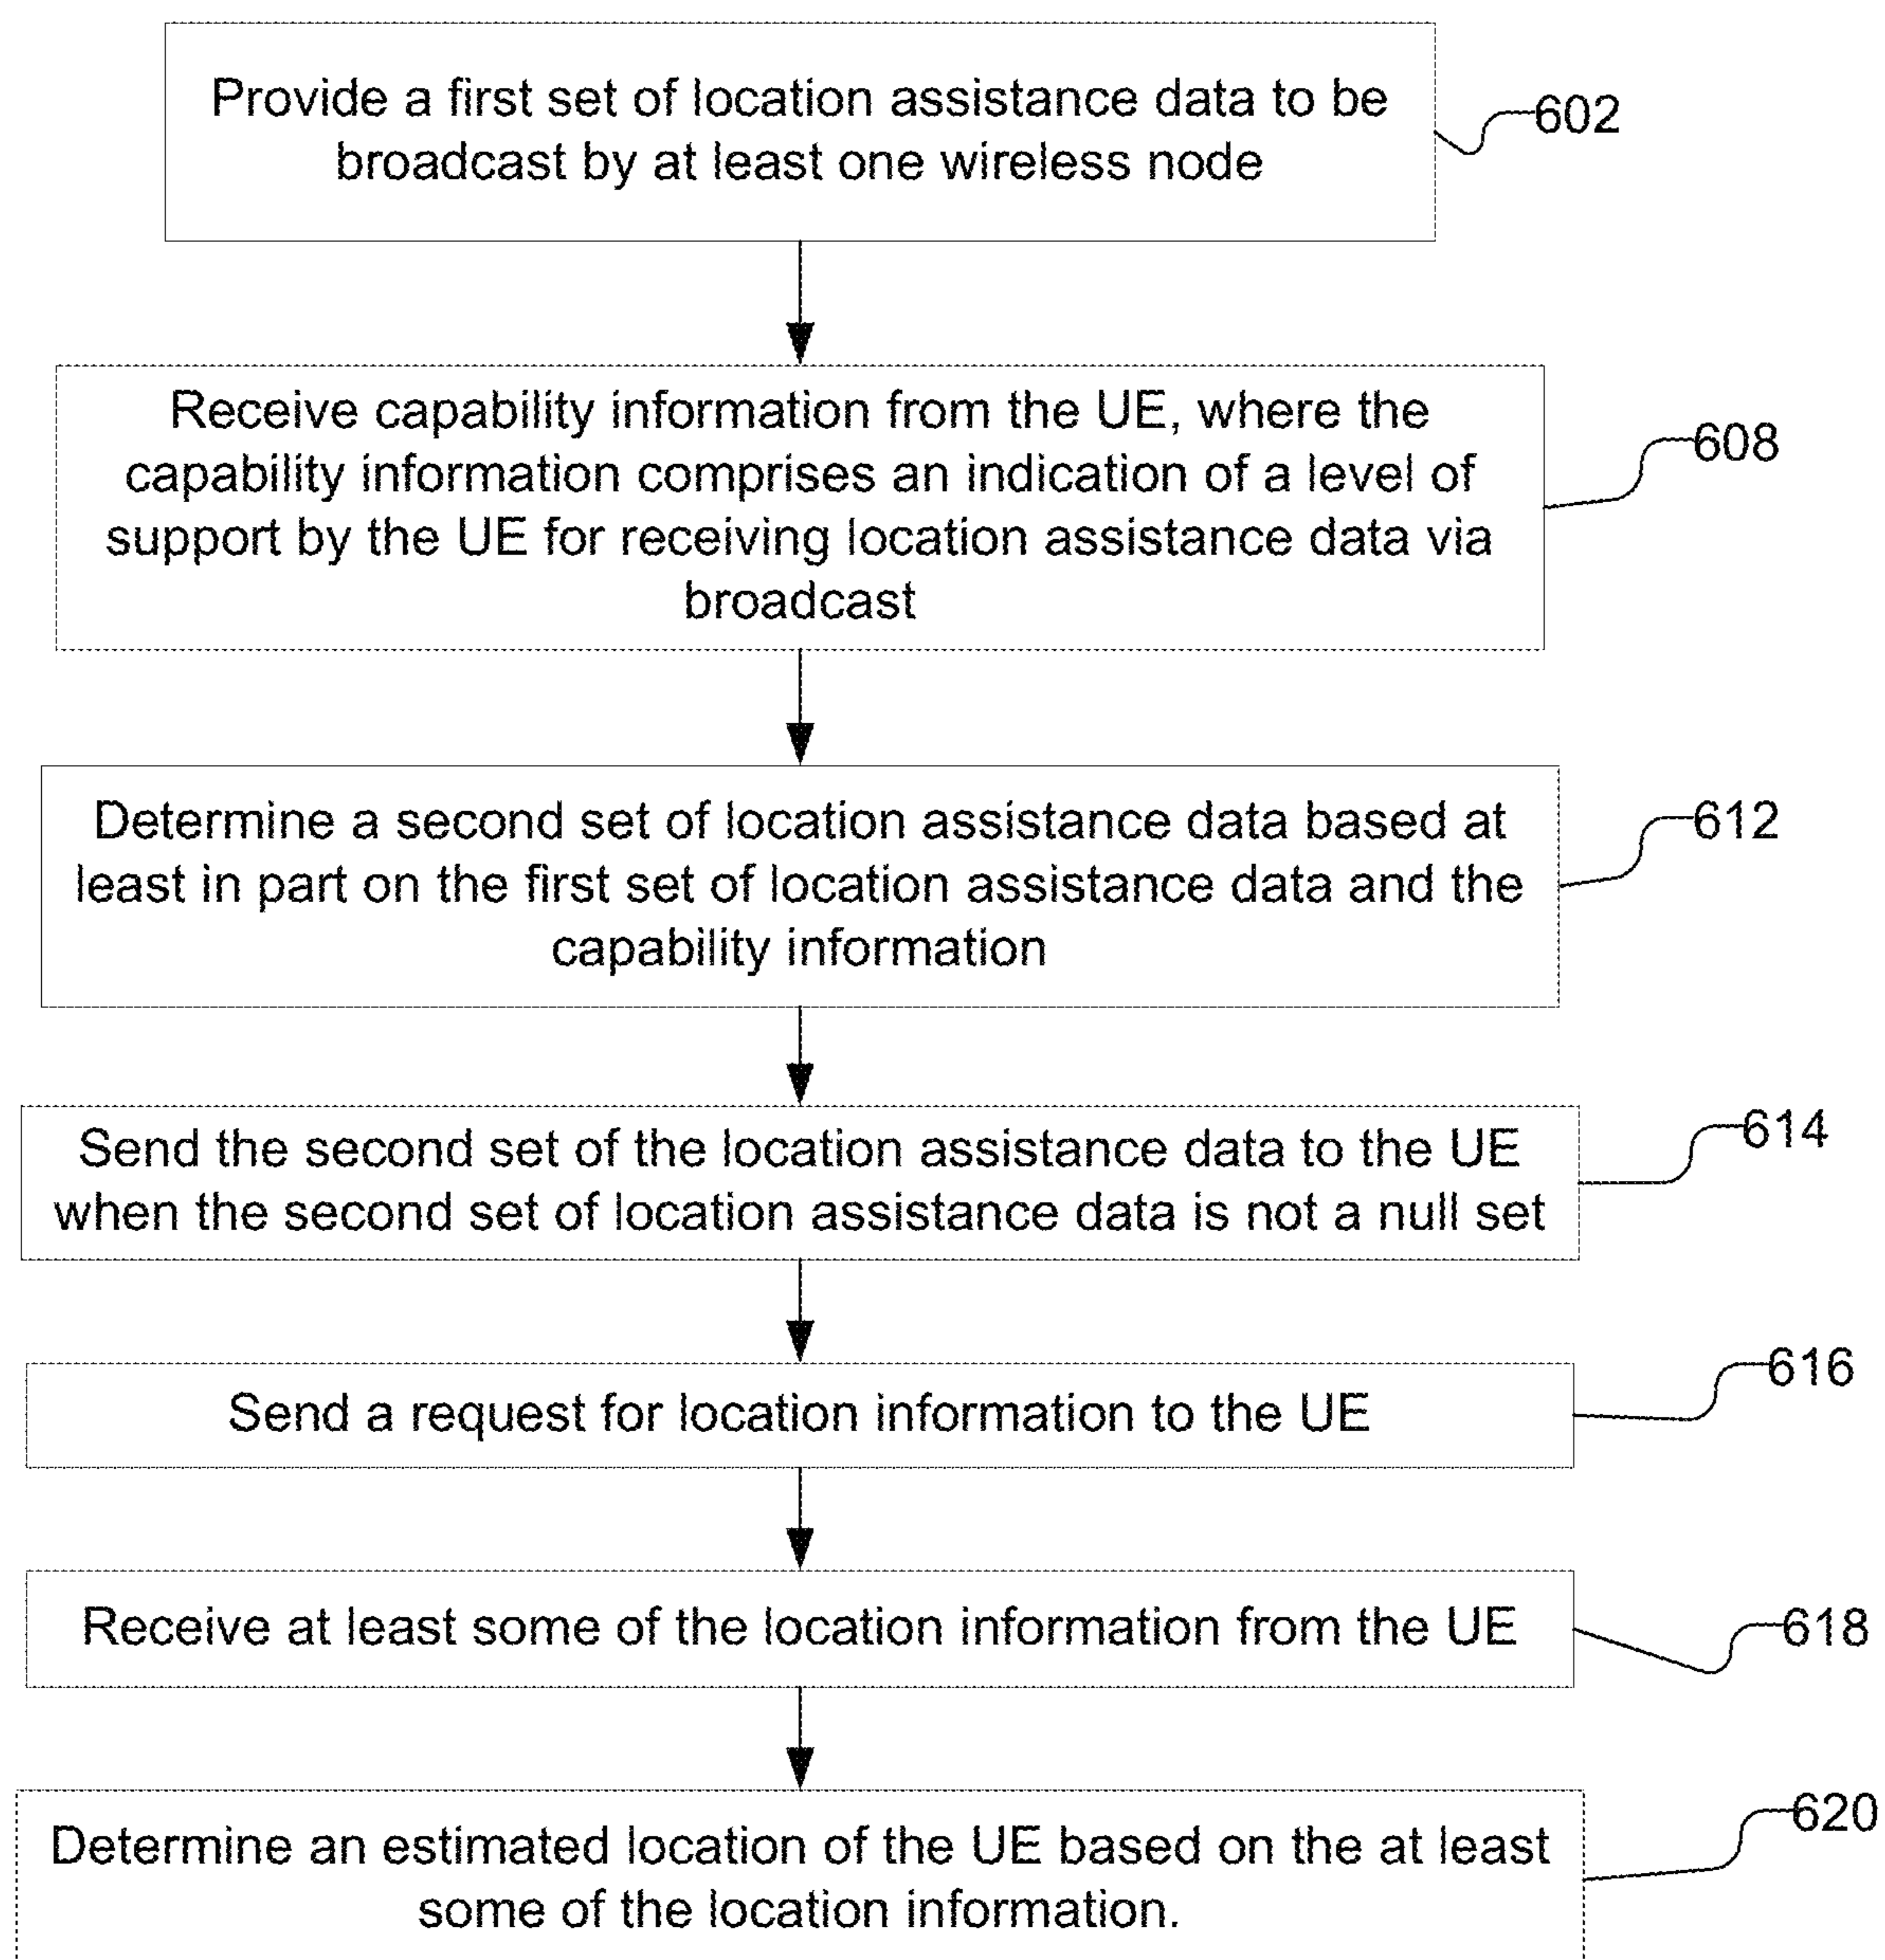 Provide a first set of location assistance data to be
broadcast by at least one wireless node
602
Receive capability information from the UE, where the
capability information comprises an indication of a level of
support by the UE for receiving location assistance data via
broadcast
608
Determine a second set of location assistance data based at
least in part on the first set of location assistance data and the
capability information
612
Send the second set of the location assistance data to the UE
when the second set of location assistance data is not a null set
614
Send a request for location information to the UE
616
Receive at least some of the location information from the UE
618
Determine an estimated location of the UE based on the at least
some of the location information.
620